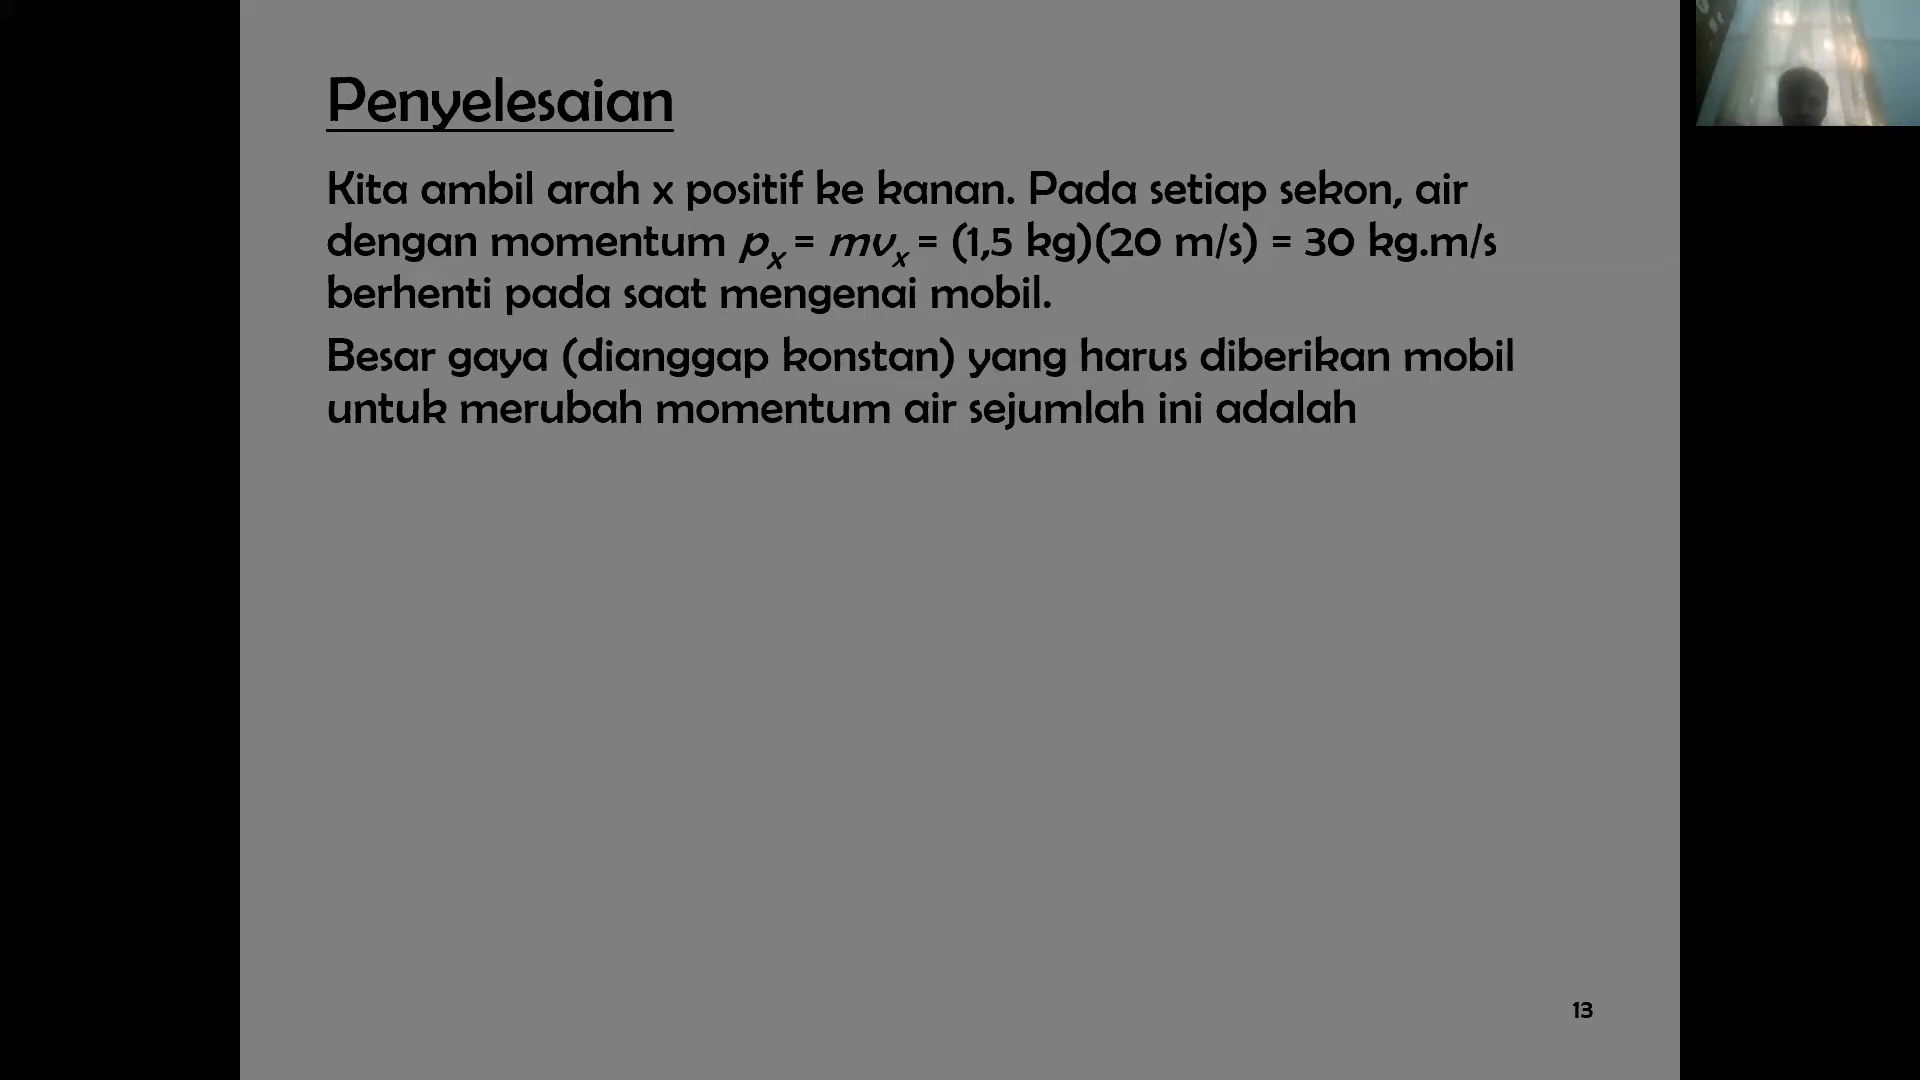 Penyelesaian
Kita ambil arah x positif ke kanan. Pada setiap sekon, air
dengan momentum pₓ = mvₓ = (1,5 kg)(20 m/s) = 30 kg.m/s
berhenti pada saat mengenai mobil.
Besar gaya (dianggap konstan) yang harus diberikan mobil
untuk merubah momentum air sejumlah ini adalah
13